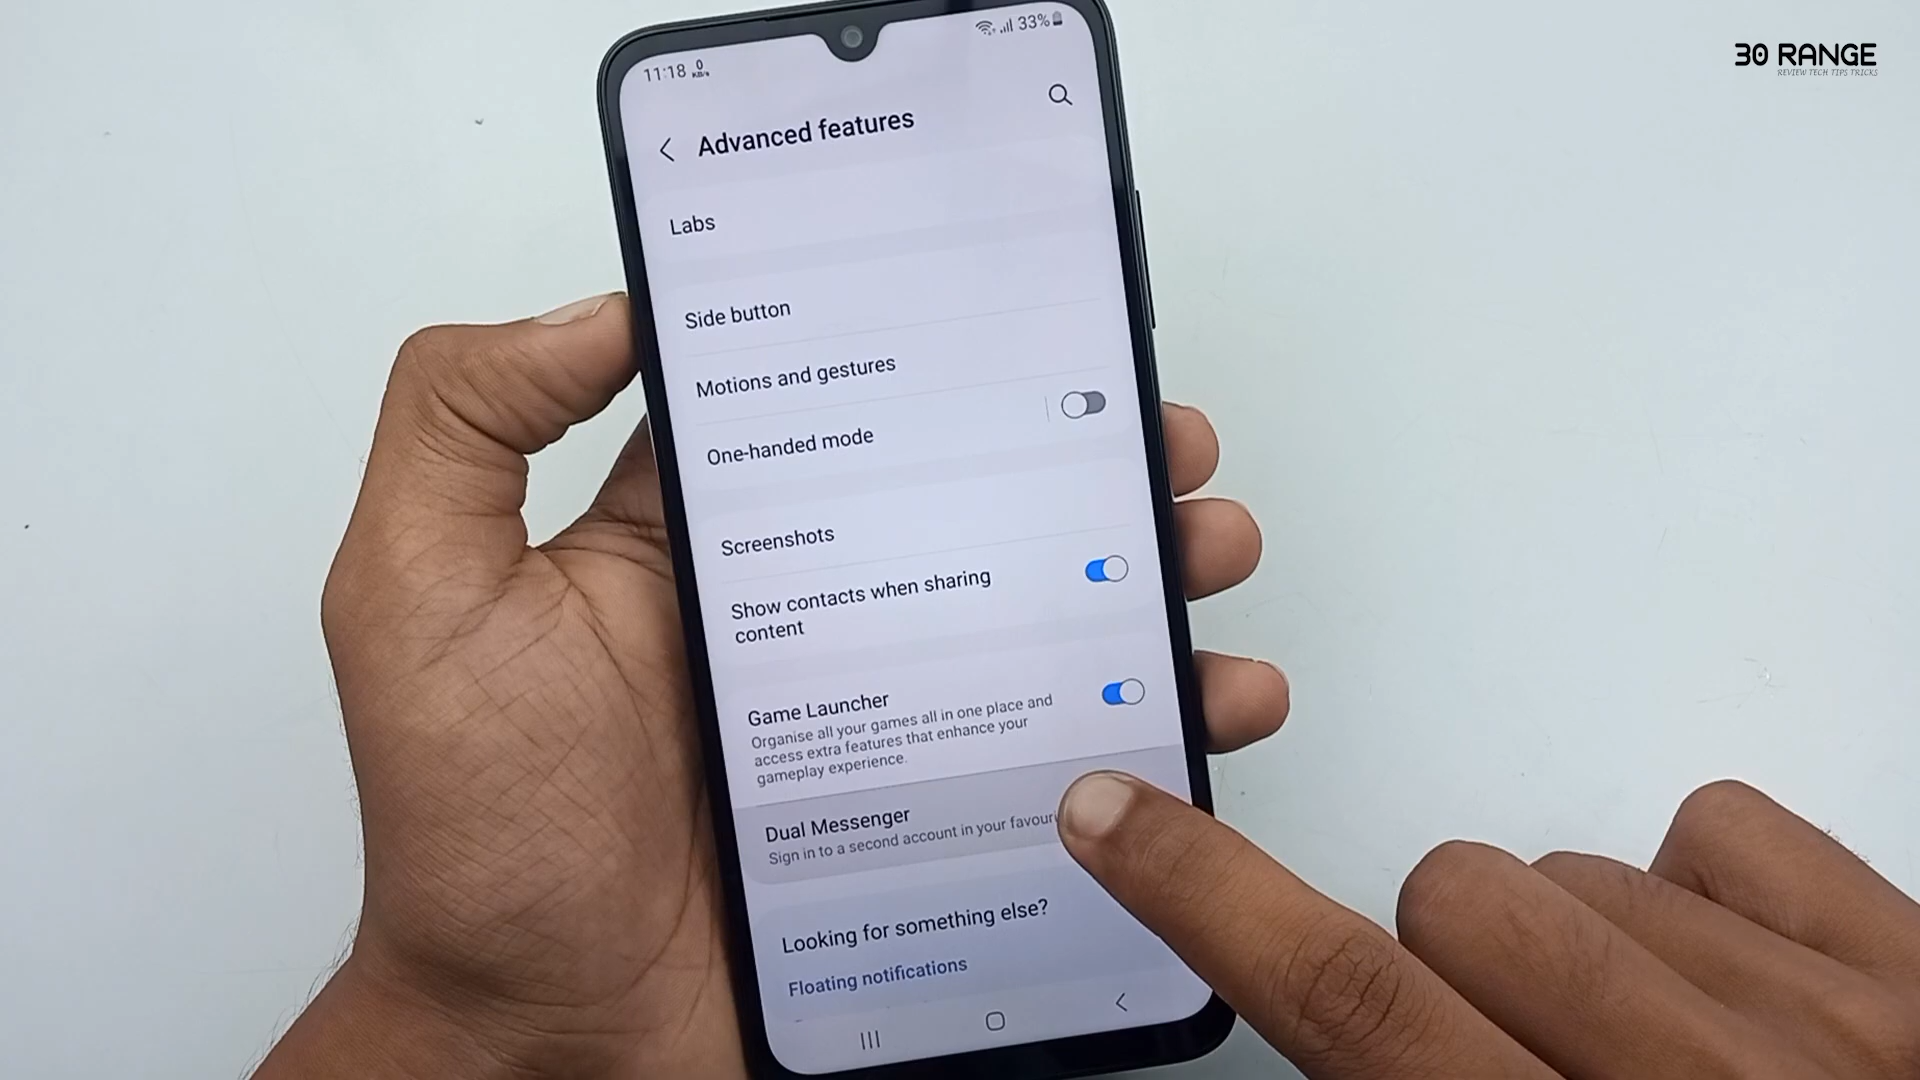 30 RANGE
REVIEW TECH TIPS TRICKS
11:18 0 KB/s
33%
Advanced features
Labs
Side button
Motions and gestures
One-handed mode
Screenshots
Show contacts when sharing
content
Game Launcher
Organise all your games all in one place and
access extra features that enhance your
gameplay experience.
Dual Messenger
Sign in to a second account in your
Looking for something else?
Floating notifications